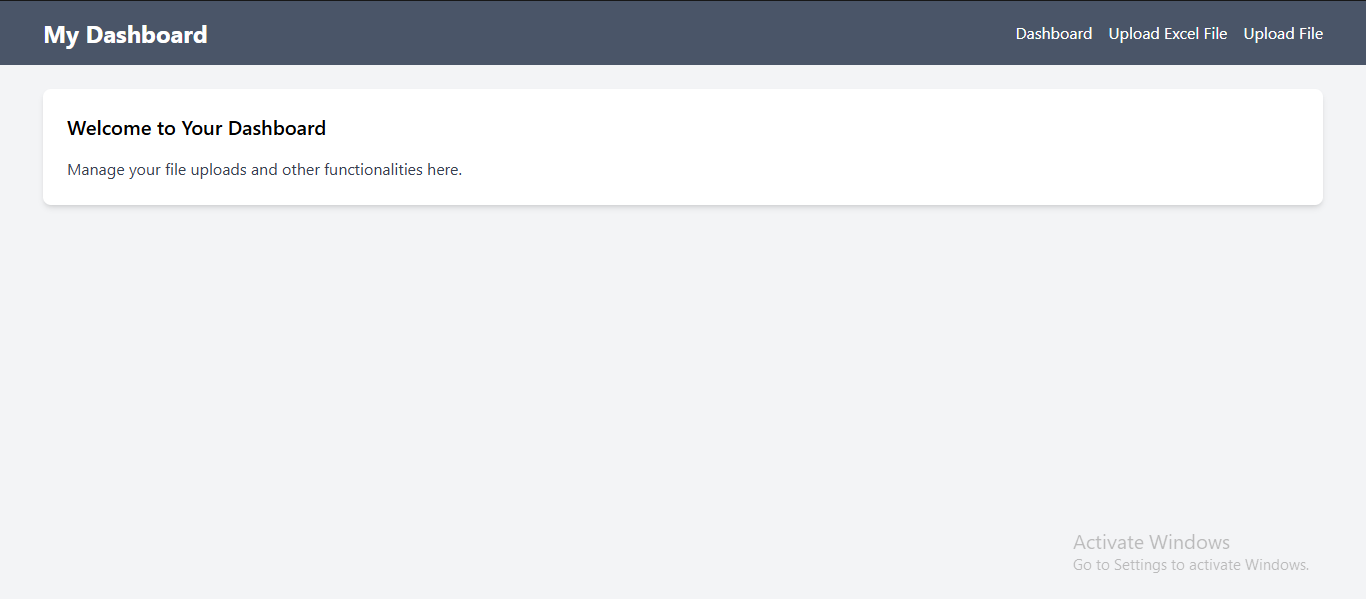 My Dashboard
Dashboard Upload Excel File Upload File
Welcome to Your Dashboard
Manage your file uploads and other functionalities here.
Activate Windows
Go to Settings to activate Windows.